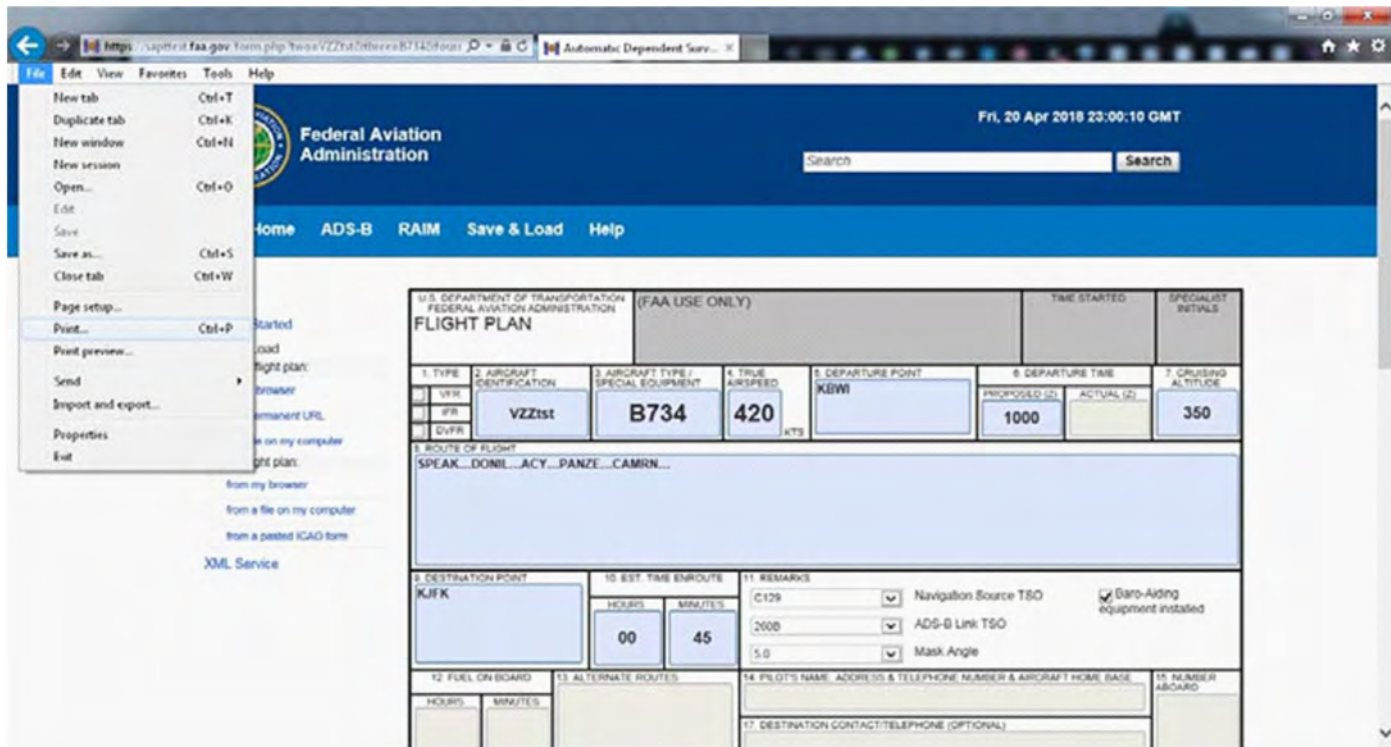 https://sapttest.faa.gov
Automatic Dependent Surv...
File Edit View Favorites Tools Help
New tab Ctrl+T
Duplicate tab Ctrl+K
New window Ctrl+N
New session
Open... Ctrl+O
Edit
Save
Save as... Ctrl+S
Close tab Ctrl+W
Page setup...
Print... Ctrl+P
Print preview...
Send
Import and export...
Properties
Exit
Federal Aviation
Administration
Fri, 20 Apr 2018 23:00:10 GMT
Search Search
Home ADS-B RAIM Save & Load Help
Started
oad
flight plan:
browser
ermanent URL
e on my computer
ght plan:
from my browser
from a file on my computer
from a pasted ICAO form
XML Service
U.S. DEPARTMENT OF TRANSPORTATION
FEDERAL AVIATION ADMINISTRATION
FLIGHT PLAN
(FAA USE ONLY)
TIME STARTED
SPECIALIST
INITIALS
1. TYPE
VFR
IFR
DVFR
2. AIRCRAFT
IDENTIFICATION
VZZtst
3. AIRCRAFT TYPE /
SPECIAL EQUIPMENT
B734
4. TRUE
AIRSPEED
420
KTS
5. DEPARTURE POINT
KBWI
6. DEPARTURE TIME
PROPOSED (Z) ACTUAL (Z)
1000
7. CRUISING
ALTITUDE
350
8. ROUTE OF FLIGHT
SPEAK...DONIL...ACY...PANZE...CAMRN...
9. DESTINATION POINT
KJFK
10. EST. TIME ENROUTE
HOURS MINUTES
00 45
11. REMARKS
C129 Navigation Source TSO
Baro-Aiding
equipment installed
260B ADS-B Link TSO
5.0 Mask Angle
12. FUEL ON BOARD
HOURS MINUTES
13. ALTERNATE ROUTES
14. PILOT'S NAME, ADDRESS & TELEPHONE NUMBER & AIRCRAFT HOME BASE
15. NUMBER
ABOARD
17. DESTINATION CONTACT/TELEPHONE (OPTIONAL)